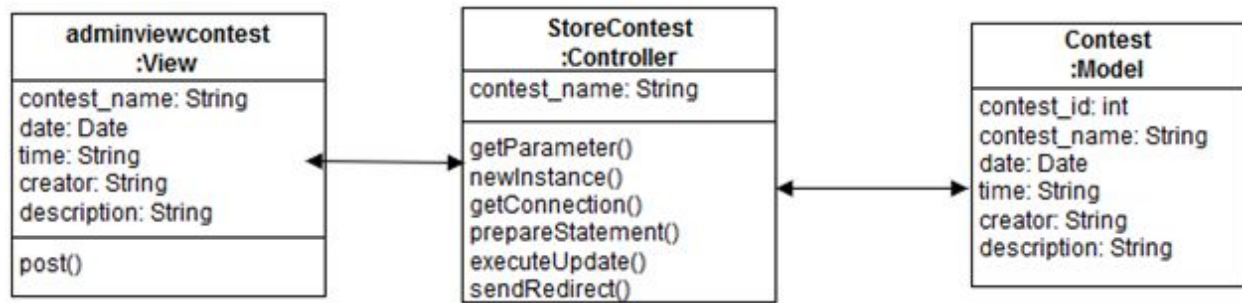 adminviewcontest
:View
contest_name: String
date: Date
time: String
creator: String
description: String
post()
StoreContest
:Controller
contest_name: String
getParameter()
newInstance()
getConnection()
prepareStatement()
executeUpdate()
sendRedirect()
Contest
:Model
contest_id: int
contest_name: String
date: Date
time: String
creator: String
description: String